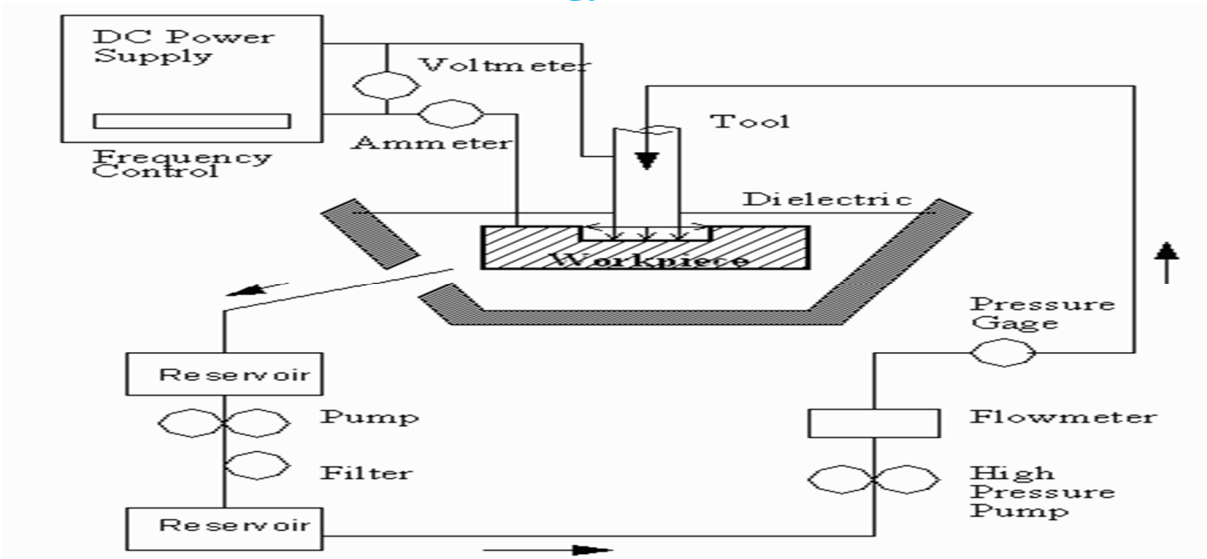 DC Power
Supply
Voltmeter
Tool
Ammeter
Frequency
Control
Dielectric
Workpiece
Pressure
Gage
Reservoir
Pump
Flowmeter
Filter
High
Pressure
Pump
Reservoir